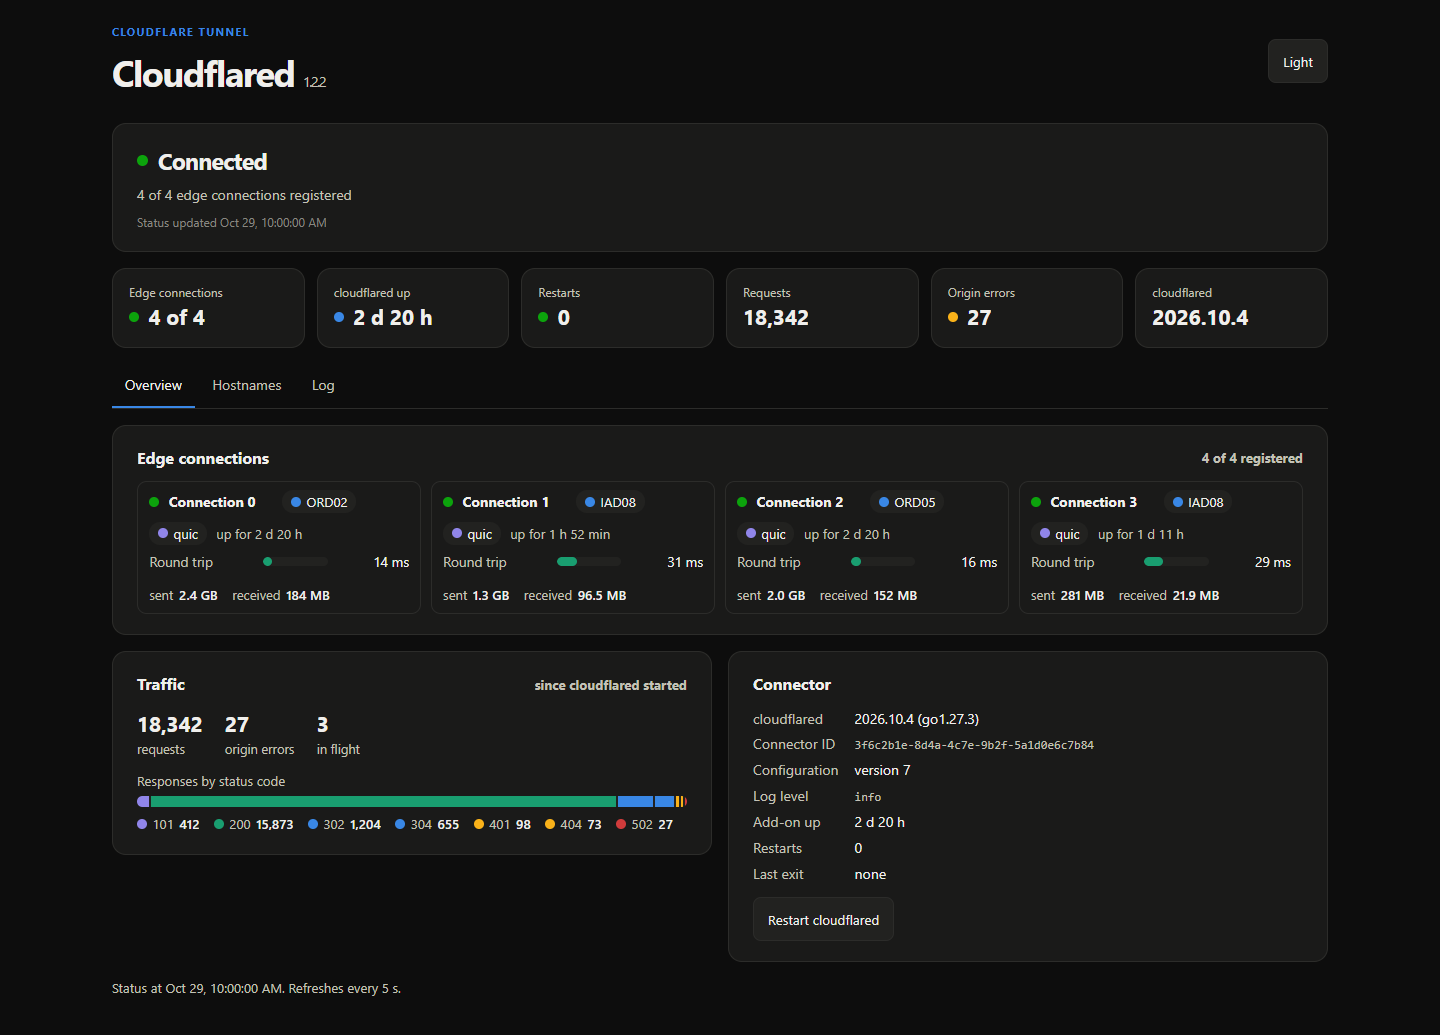 CLOUDFLARE TUNNEL
Cloudflared 1.2.2
Light
Connected
4 of 4 edge connections registered
Status updated Oct 29, 10:00:00 AM
Edge connections
4 of 4
cloudflared up
2 d 20 h
Restarts
0
Requests
18,342
Origin errors
27
cloudflared
2026.10.4
Overview Hostnames Log
Edge connections
4 of 4 registered
Connection 0 ORD02
quic up for 2 d 20 h
Round trip 14 ms
sent 2.4 GB received 184 MB
Connection 1 IAD08
quic up for 1 h 52 min
Round trip 31 ms
sent 1.3 GB received 96.5 MB
Connection 2 ORD05
quic up for 2 d 20 h
Round trip 16 ms
sent 2.0 GB received 152 MB
Connection 3 IAD08
quic up for 1 d 11 h
Round trip 29 ms
sent 281 MB received 21.9 MB
Traffic
since cloudflared started
18,342 27 3
requests origin errors in flight
Responses by status code
101 412 200 15,873 302 1,204 304 655 401 98 404 73 502 27
Connector
cloudflared 2026.10.4 (go1.27.3)
Connector ID 3f6c2b1e-8d4a-4c7e-9b2f-5a1d0e6c7b84
Configuration version 7
Log level info
Add-on up 2 d 20 h
Restarts 0
Last exit none
Restart cloudflared
Status at Oct 29, 10:00:00 AM. Refreshes every 5 s.